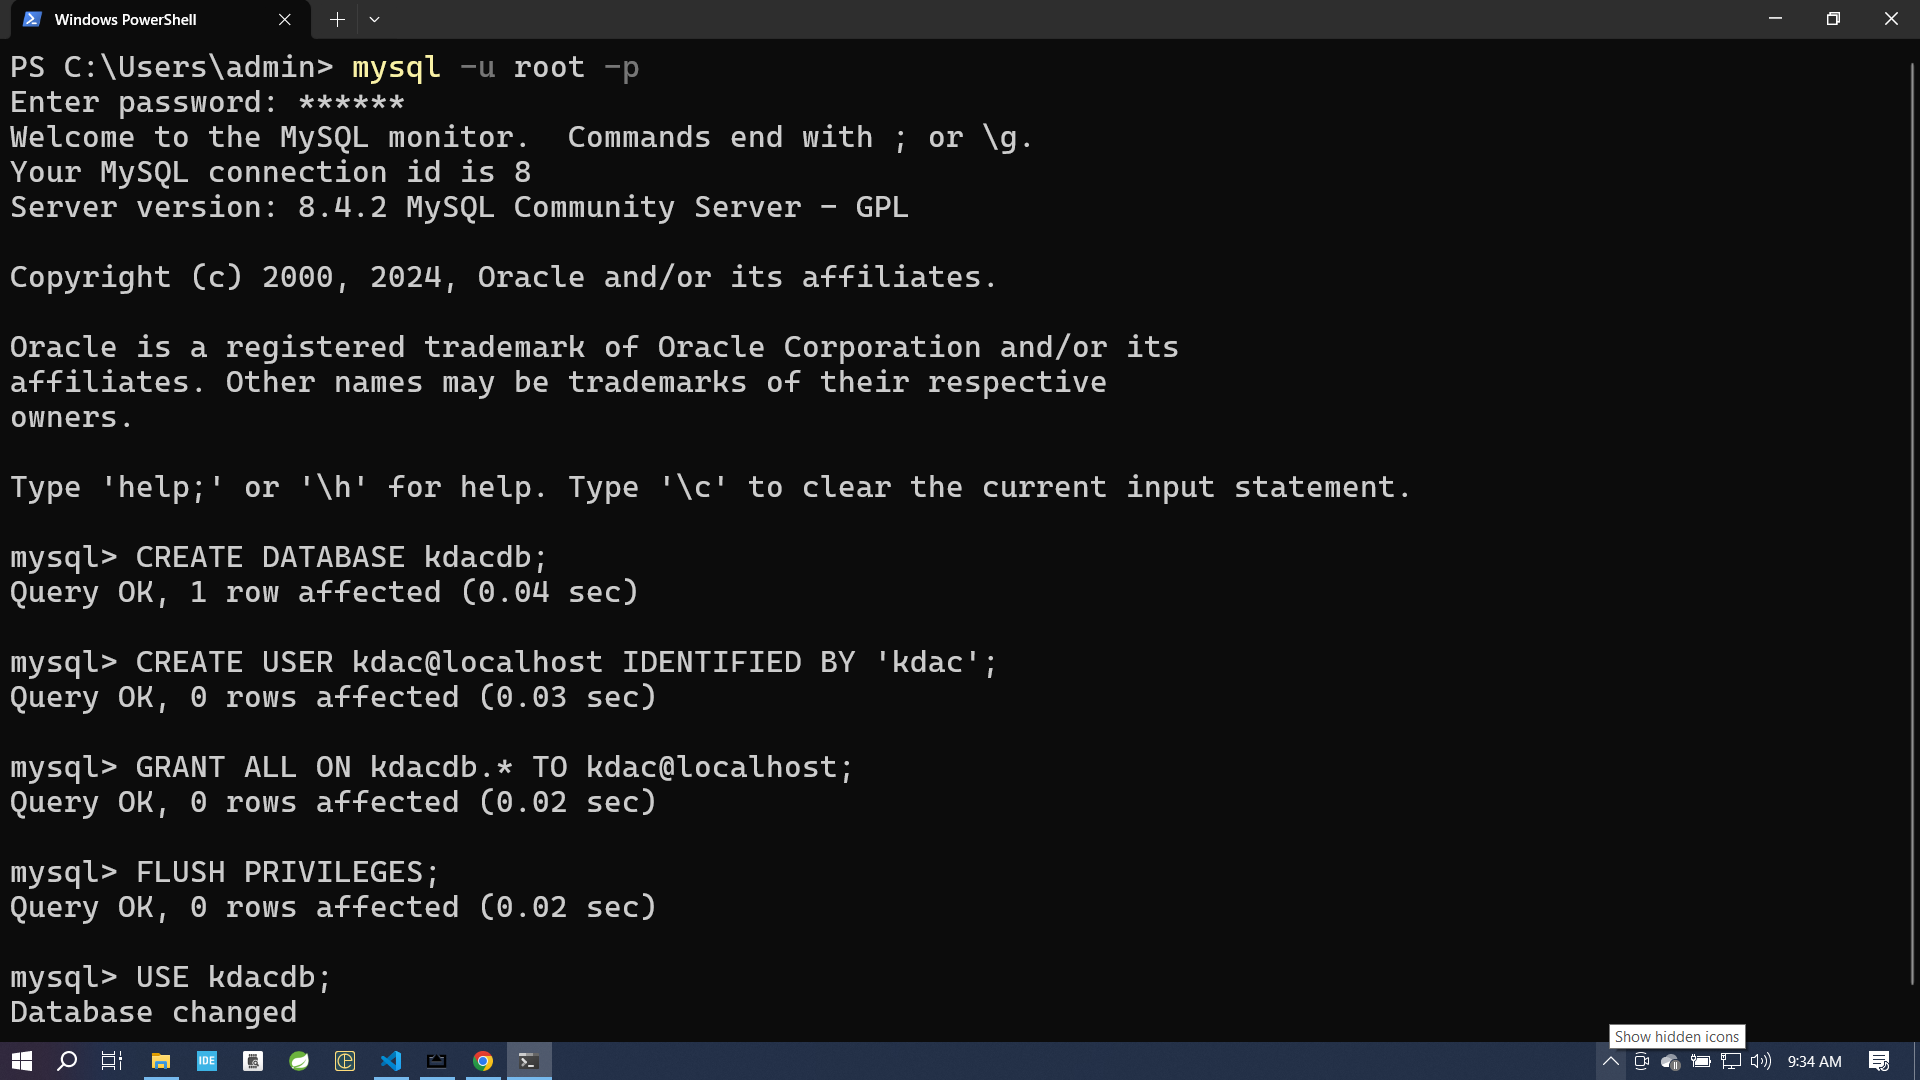 Windows PowerShell
PS C:\Users\admin> mysql -u root -p
Enter password: ******
Welcome to the MySQL monitor.  Commands end with ; or \g.
Your MySQL connection id is 8
Server version: 8.4.2 MySQL Community Server - GPL
Copyright (c) 2000, 2024, Oracle and/or its affiliates.
Oracle is a registered trademark of Oracle Corporation and/or its
affiliates. Other names may be trademarks of their respective
owners.
Type 'help;' or '\h' for help. Type '\c' to clear the current input statement.
mysql> CREATE DATABASE kdacdb;
Query OK, 1 row affected (0.04 sec)
mysql> CREATE USER kdac@localhost IDENTIFIED BY 'kdac';
Query OK, 0 rows affected (0.03 sec)
mysql> GRANT ALL ON kdacdb.* TO kdac@localhost;
Query OK, 0 rows affected (0.02 sec)
mysql> FLUSH PRIVILEGES;
Query OK, 0 rows affected (0.02 sec)
mysql> USE kdacdb;
Database changed
Show hidden icons
IDE
9:34 AM